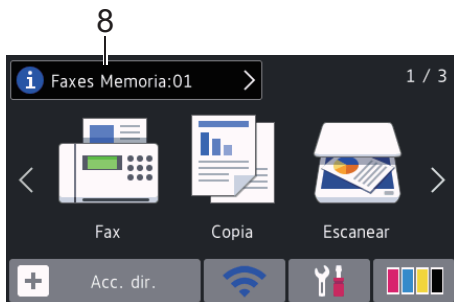 8
i Faxes Memoria:01
1 / 3
Fax Copia Escanear
Acc. dir.